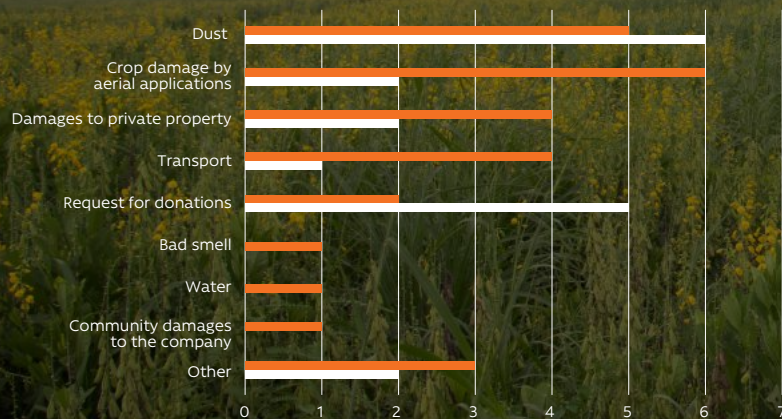 Dust
Crop damage by
aerial applications
Damages to private property
Transport
Request for donations
Bad smell
Water
Community damages
to the company
Other
0 1 2 3 4 5 6